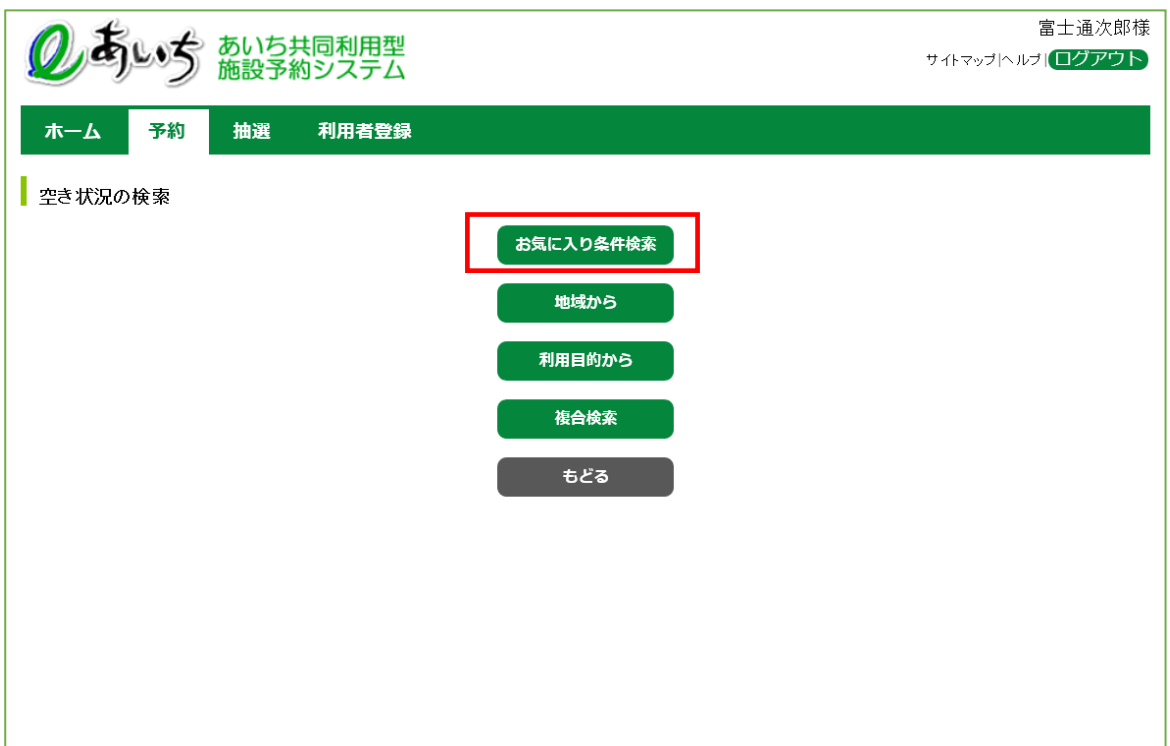 あいち
あいち共同利用型
施設予約システム
富士通次郎様
サイトマップ|ヘルプ|ログアウト
ホーム 予約 抽選 利用者登録
空き状況の検索
お気に入り条件検索
地域から
利用目的から
複合検索
もどる